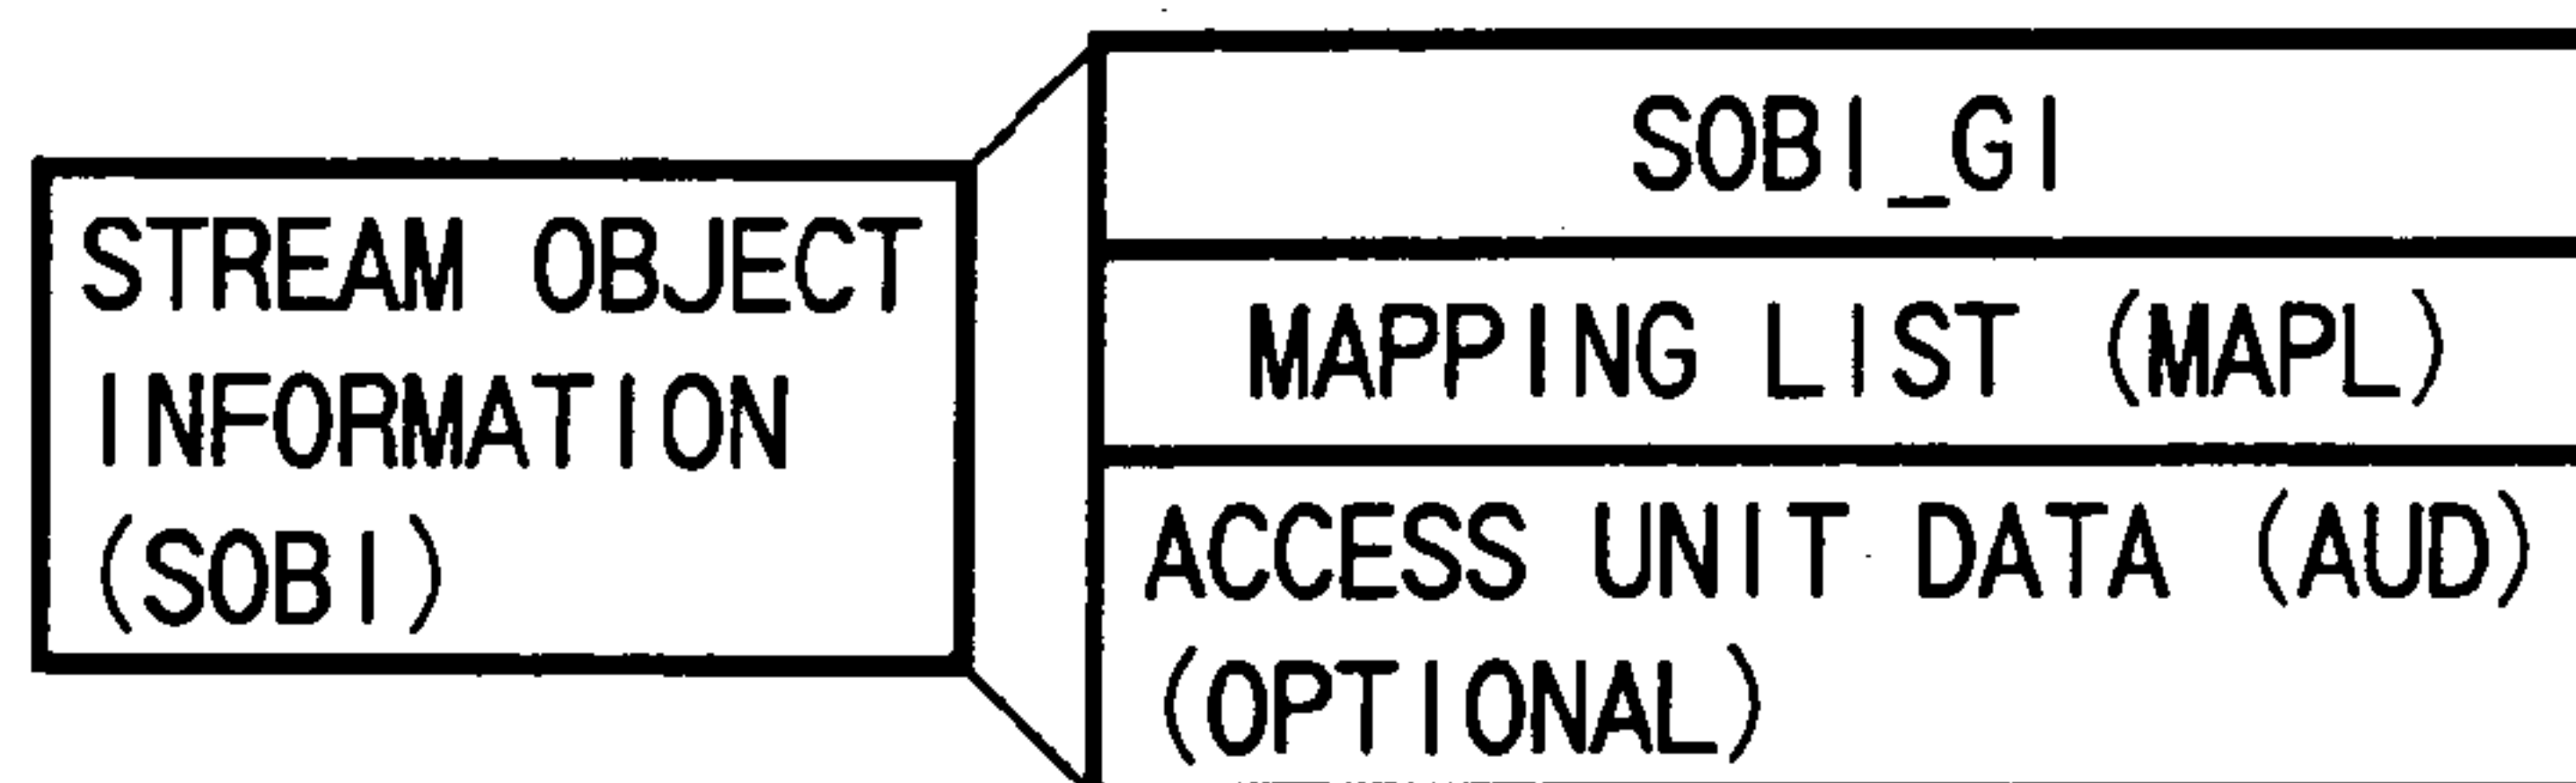 STREAM OBJECT
INFORMATION
(SOBI)
SOBI_GI
MAPPING LIST (MAPL)
ACCESS UNIT DATA (AUD)
(OPTIONAL)